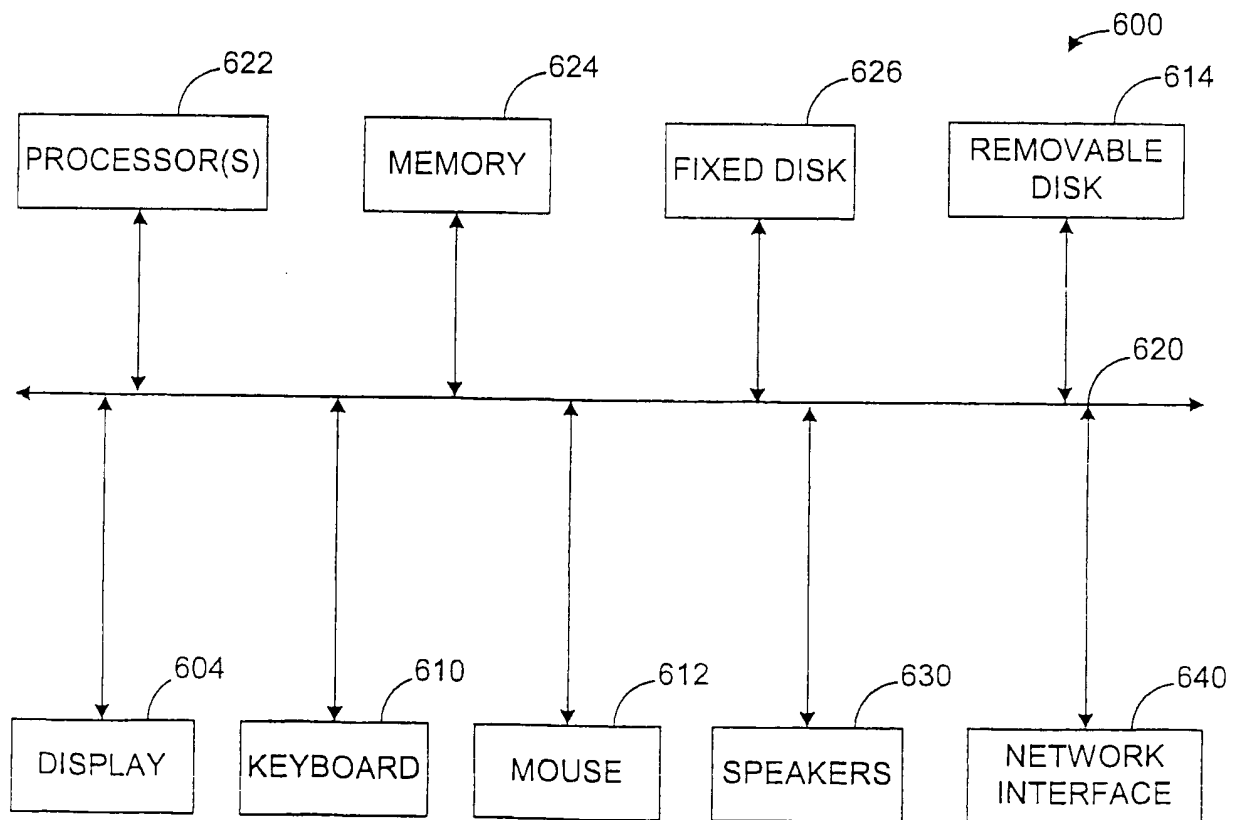 600
622
624
626
614
PROCESSOR(S)
MEMORY
FIXED DISK
REMOVABLE
DISK
620
604
610
612
630
640
DISPLAY
KEYBOARD
MOUSE
SPEAKERS
NETWORK
INTERFACE